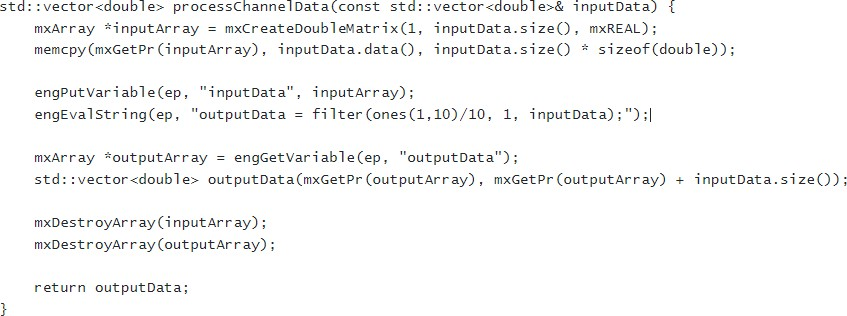 std::vector<double> processChannelData(const std::vector<double>& inputData) {
    mxArray *inputArray = mxCreateDoubleMatrix(1, inputData.size(), mxREAL);
    memcpy(mxGetPr(inputArray), inputData.data(), inputData.size() * sizeof(double));

    engPutVariable(ep, "inputData", inputArray);
    engEvalString(ep, "outputData = filter(ones(1,10)/10, 1, inputData);");

    mxArray *outputArray = engGetVariable(ep, "outputData");
    std::vector<double> outputData(mxGetPr(outputArray), mxGetPr(outputArray) + inputData.size());

    mxDestroyArray(inputArray);
    mxDestroyArray(outputArray);

    return outputData;
}